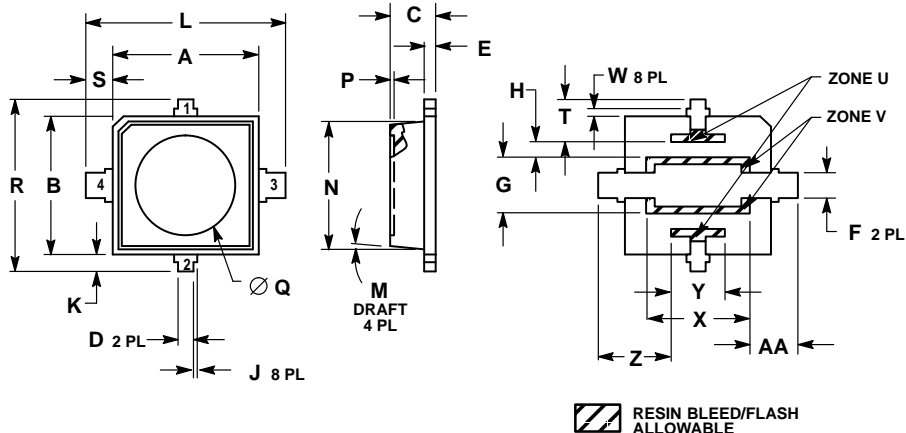 L
A
S
1
4
3
2
R
B
K
D 2 PL
J 8 PL
Ø Q
C
E
P
N
M
DRAFT
4 PL
H
T
W 8 PL
ZONE U
ZONE V
G
F 2 PL
Y
X
Z
AA
RESIN BLEED/FLASH
ALLOWABLE